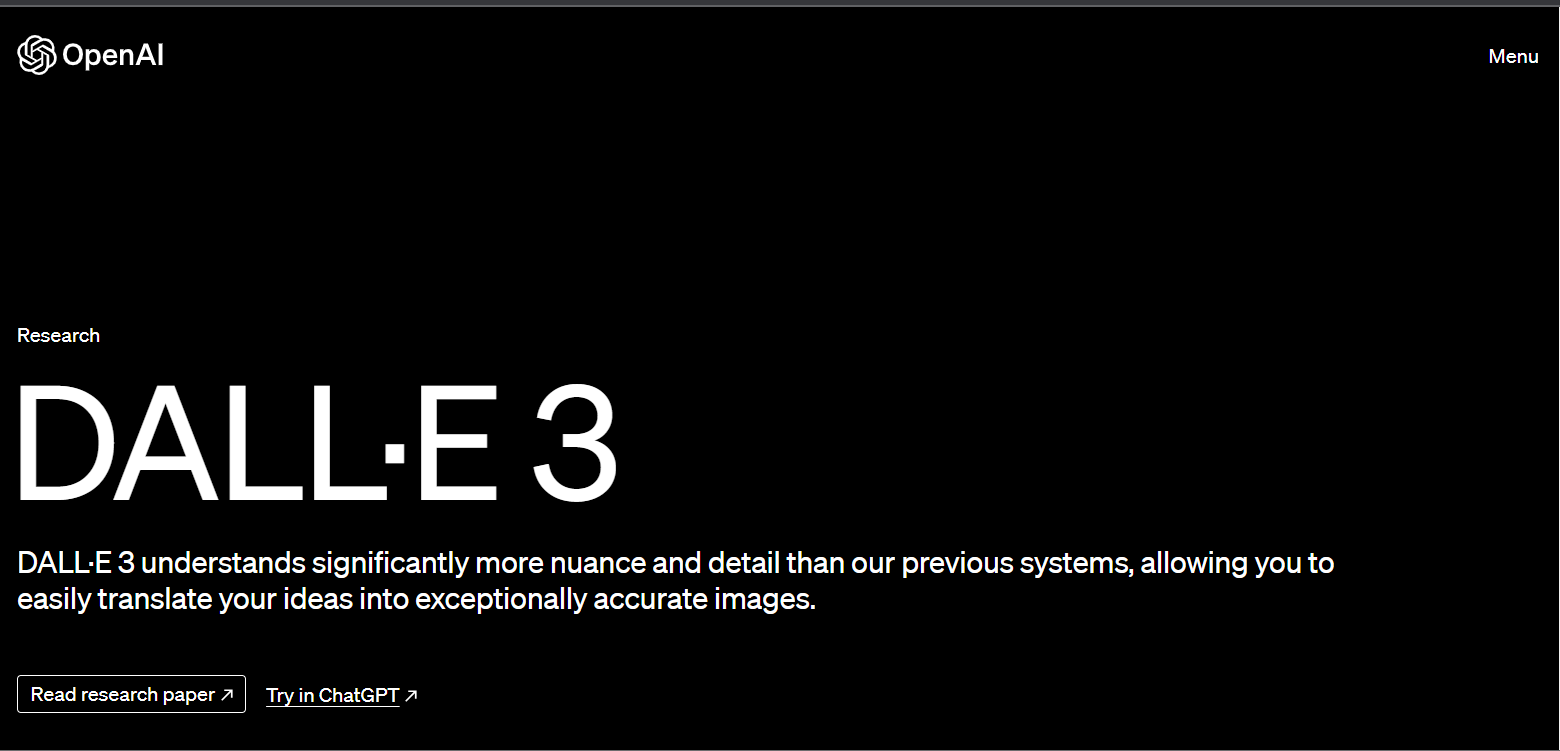 OpenAI
Menu
Research
DALL·E 3
DALL·E 3 understands significantly more nuance and detail than our previous systems, allowing you to
easily translate your ideas into exceptionally accurate images.
Read research paper ↗
Try in ChatGPT ↗